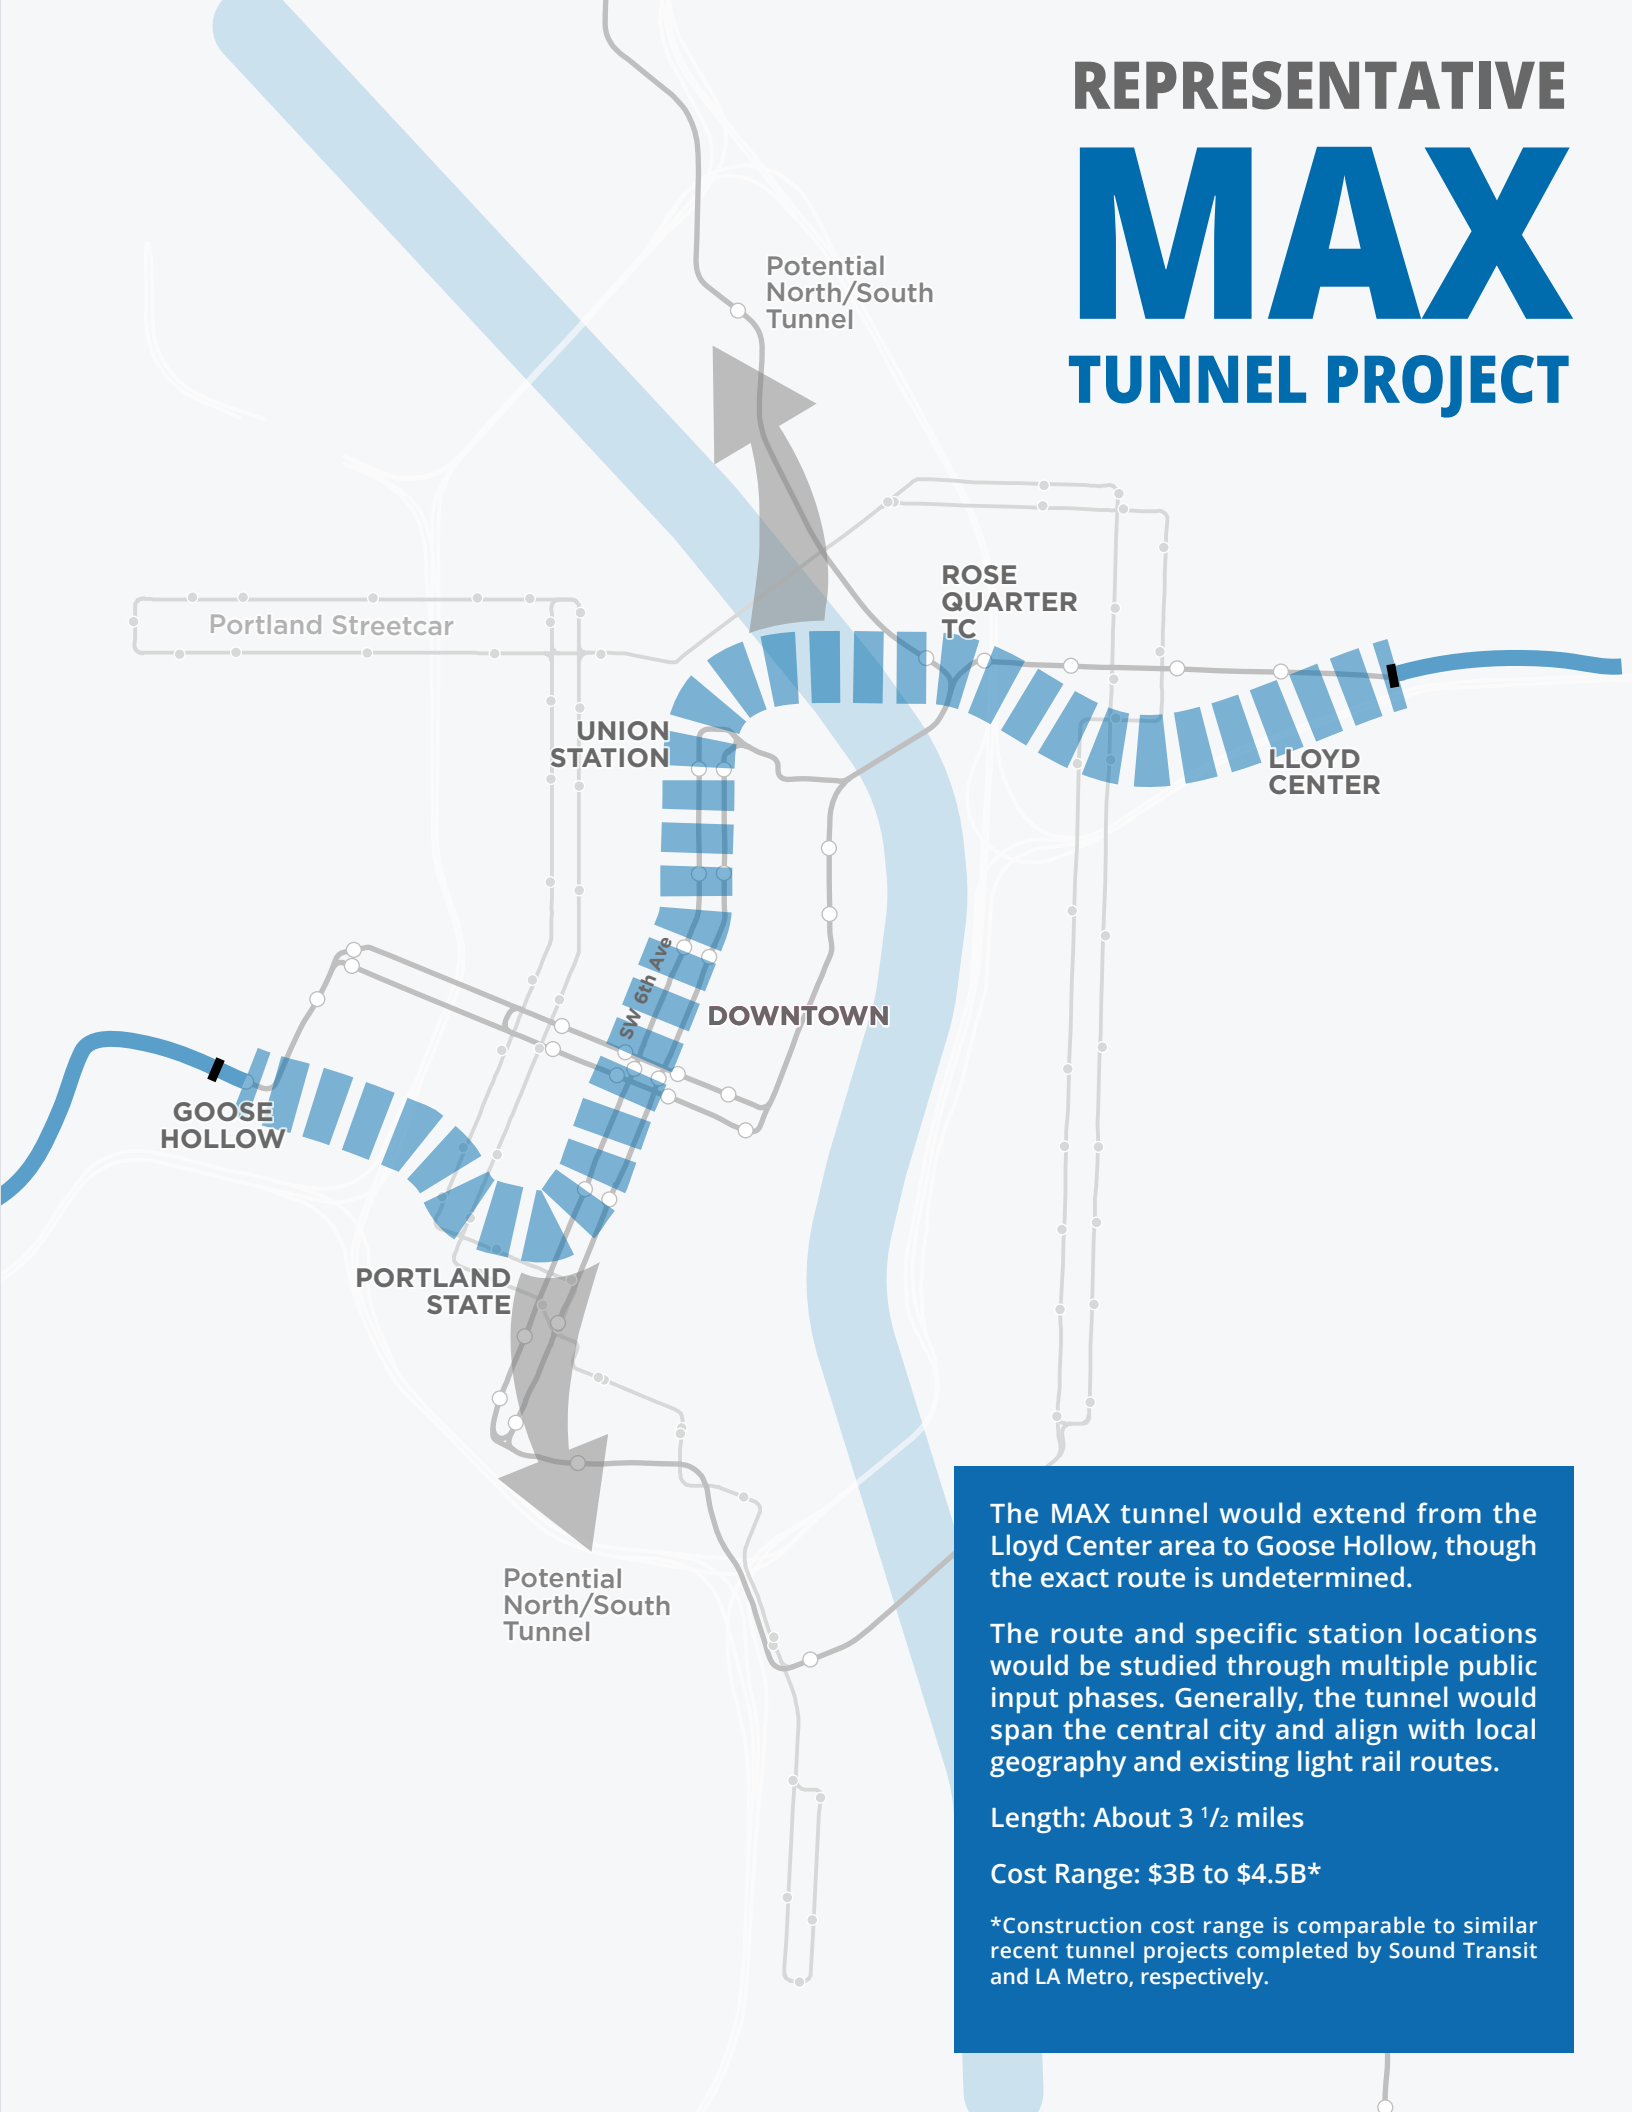 REPRESENTATIVE
MAX
TUNNEL PROJECT
Potential
North/South
Tunnel
ROSE
QUARTER
TC
Portland Streetcar
UNION
STATION
LLOYD
CENTER
SW 6th Ave
DOWNTOWN
GOOSE
HOLLOW
PORTLAND
STATE
Potential
North/South
Tunnel
The MAX tunnel would extend from the
Lloyd Center area to Goose Hollow, though
the exact route is undetermined.
The route and specific station locations
would be studied through multiple public
input phases. Generally, the tunnel would
span the central city and align with local
geography and existing light rail routes.
Length: About 3 1/2 miles
Cost Range: $3B to $4.5B*
*Construction cost range is comparable to similar
recent tunnel projects completed by Sound Transit
and LA Metro, respectively.